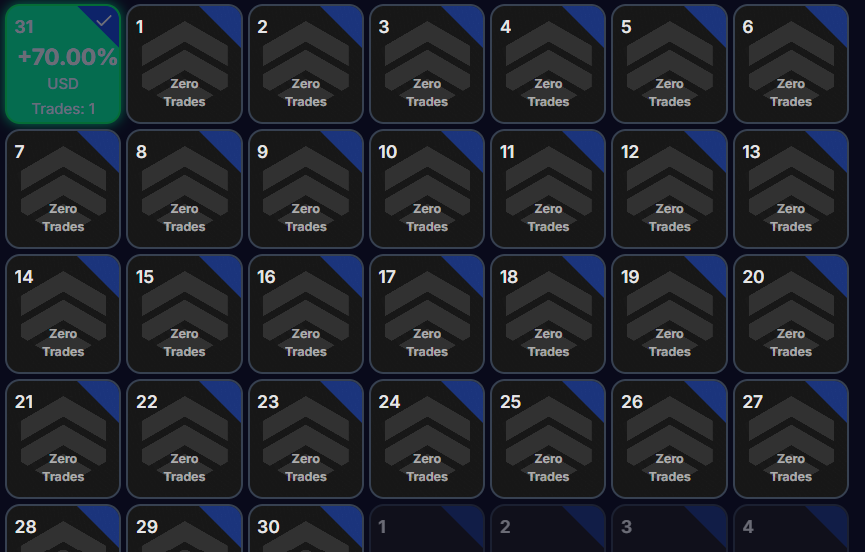 31
+70.00%
USD
Trades: 1
1
Zero
Trades
2
Zero
Trades
3
Zero
Trades
4
Zero
Trades
5
Zero
Trades
6
Zero
Trades
7
Zero
Trades
8
Zero
Trades
9
Zero
Trades
10
Zero
Trades
11
Zero
Trades
12
Zero
Trades
13
Zero
Trades
14
Zero
Trades
15
Zero
Trades
16
Zero
Trades
17
Zero
Trades
18
Zero
Trades
19
Zero
Trades
20
Zero
Trades
21
Zero
Trades
22
Zero
Trades
23
Zero
Trades
24
Zero
Trades
25
Zero
Trades
26
Zero
Trades
27
Zero
Trades
28
29
30
1
2
3
4